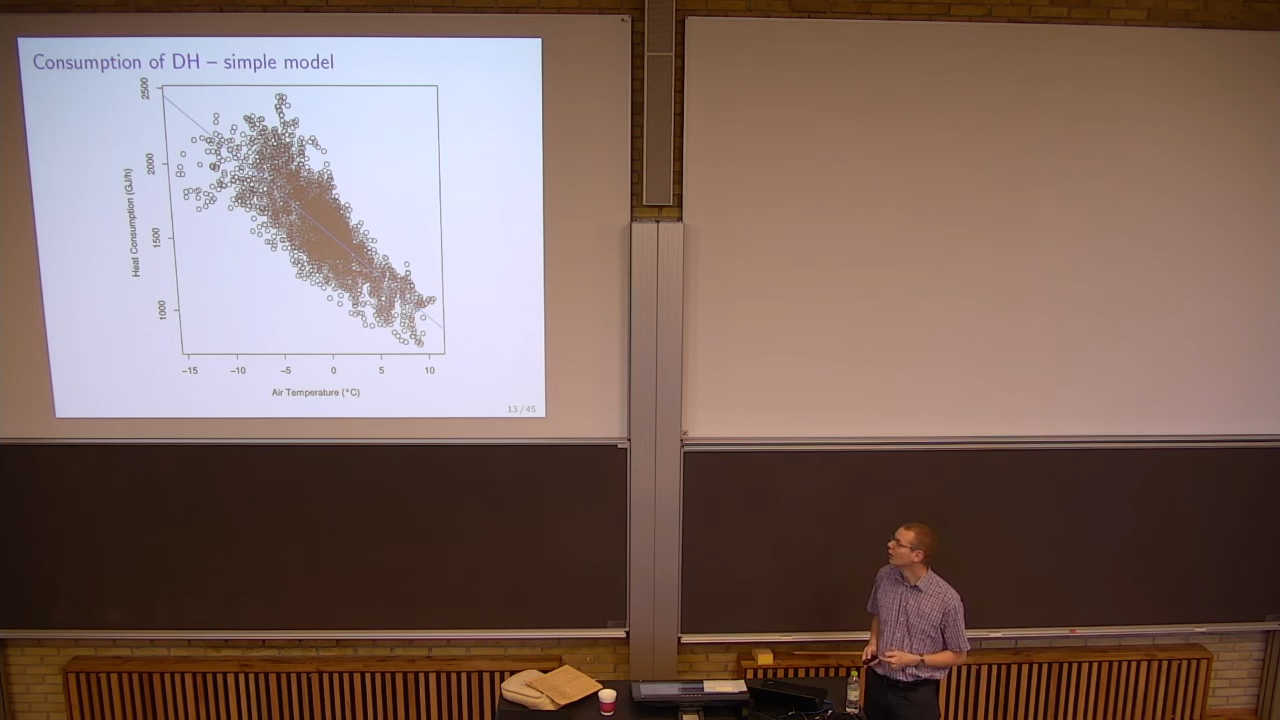 Consumption of DH – simple model
2500
2000
1500
1000
Heat Consumption (GJ/h)
−15 −10 −5 0 5 10
Air Temperature (°C)
13 / 45